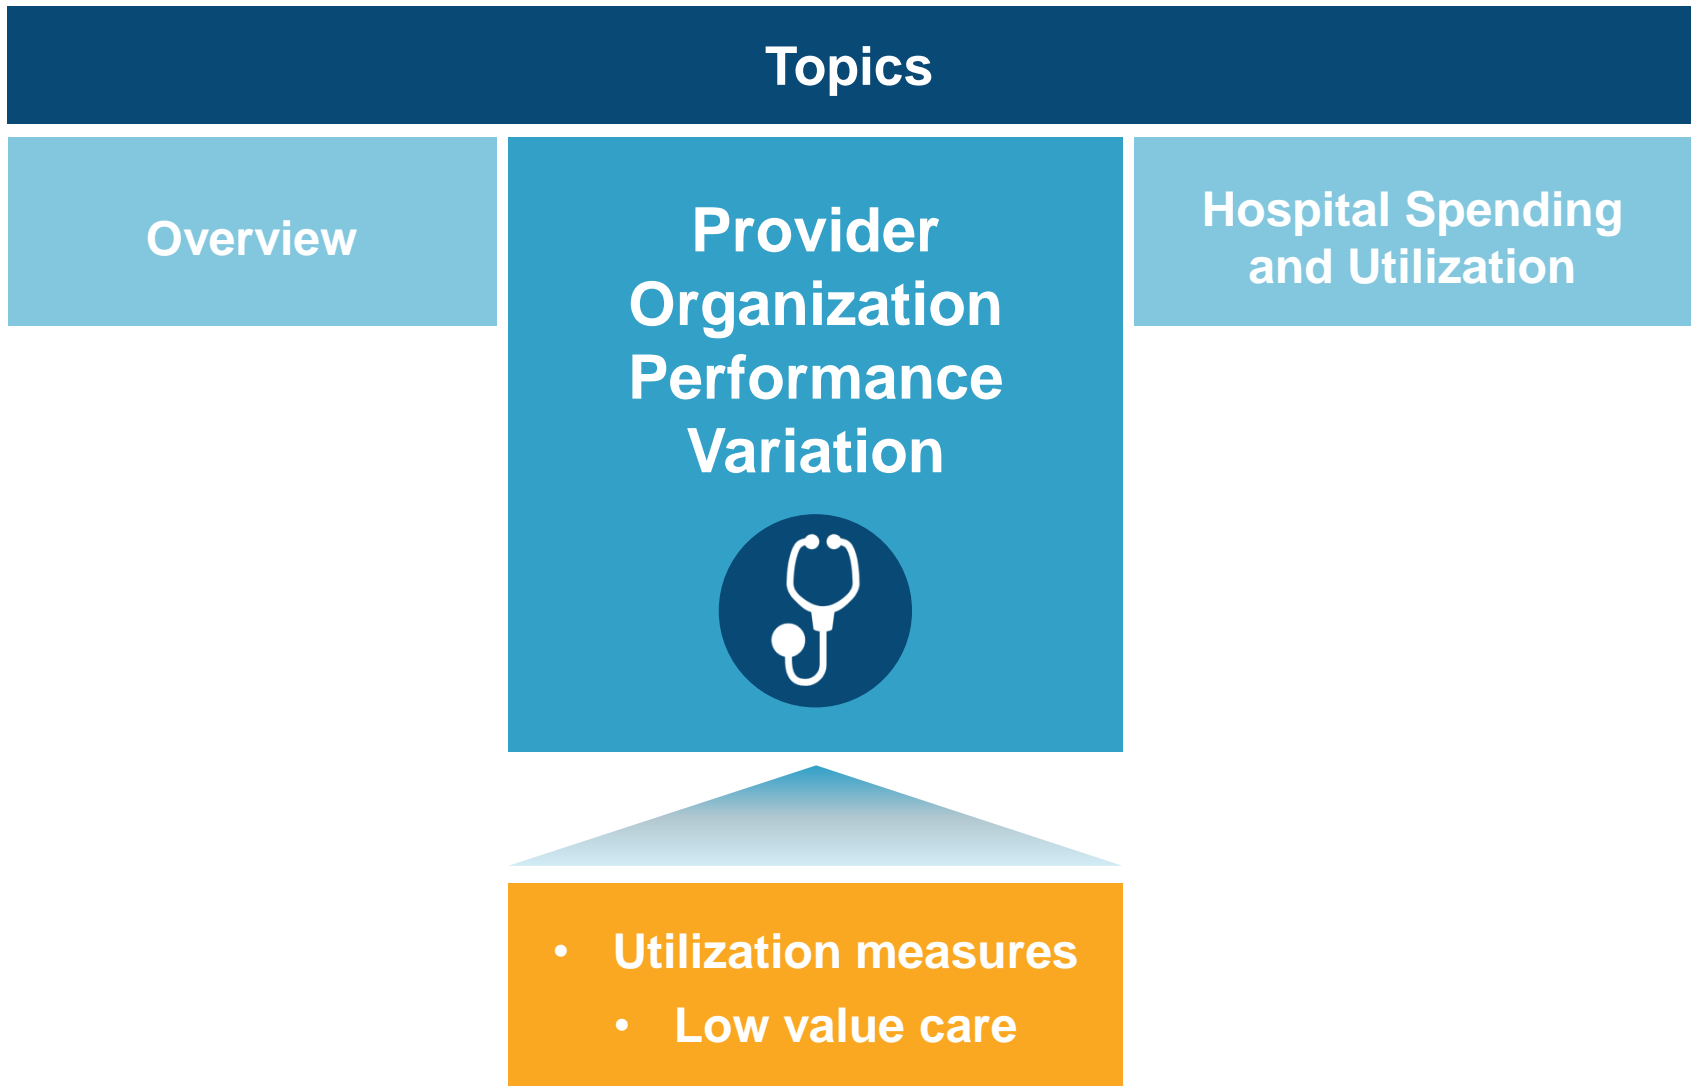 Topics
Overview
Provider
Organization
Performance
Variation
Hospital Spending
and Utilization
• Utilization measures
• Low value care